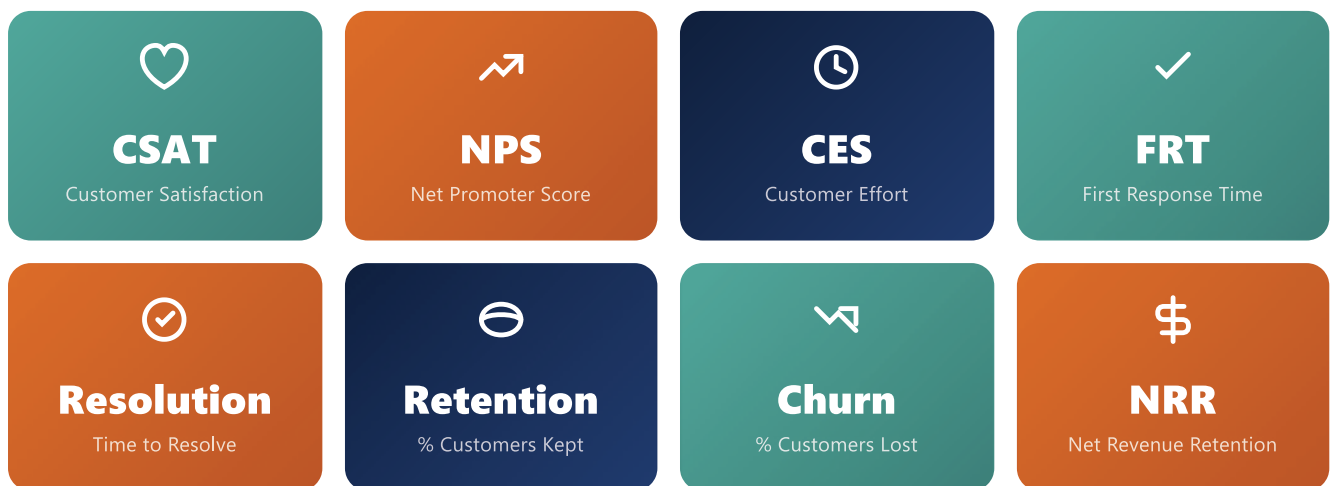 CSAT
Customer Satisfaction
NPS
Net Promoter Score
CES
Customer Effort
FRT
First Response Time
Resolution
Time to Resolve
Retention
% Customers Kept
Churn
% Customers Lost
NRR
Net Revenue Retention